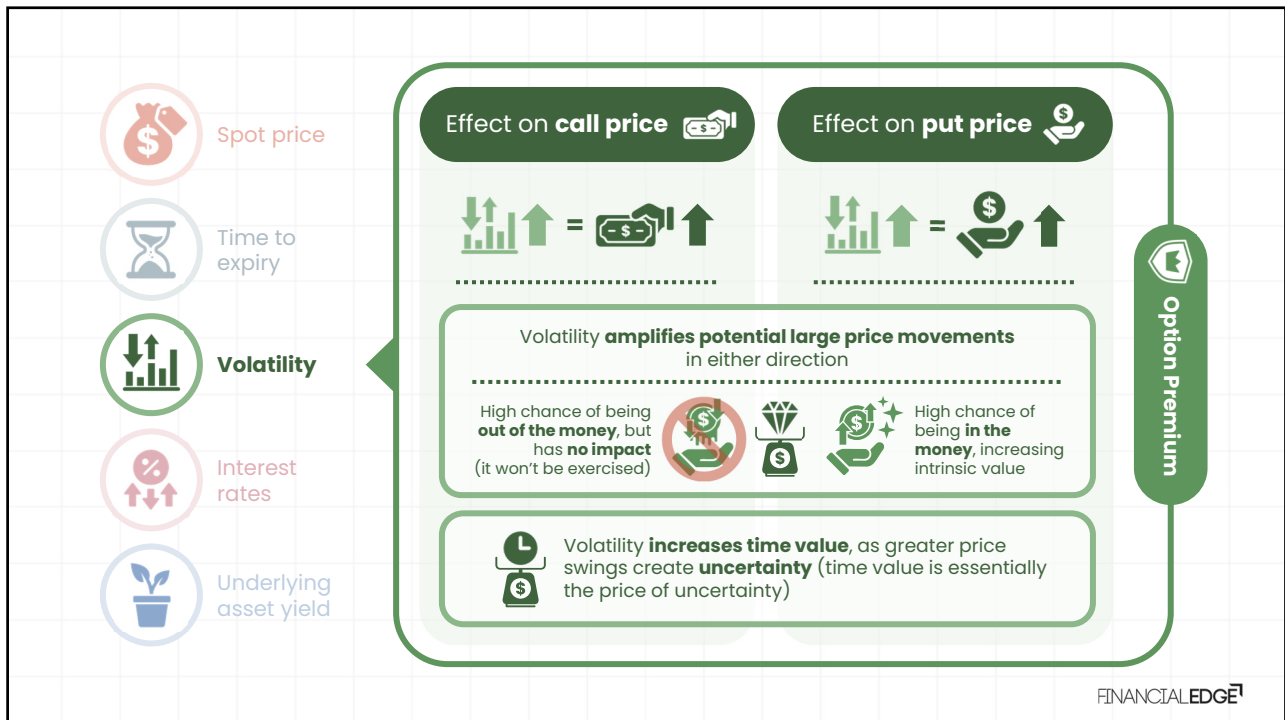 Spot price
Time to
expiry
Volatility
Interest
rates
Underlying
asset yield
Effect on call price
Effect on put price
=
=
Volatility amplifies potential large price movements
in either direction
High chance of being
out of the money, but
has no impact
(it won't be exercised)
High chance of
being in the
money, increasing
intrinsic value
Volatility increases time value, as greater price
swings create uncertainty (time value is essentially
the price of uncertainty)
Option Premium
FINANCIALEDGE